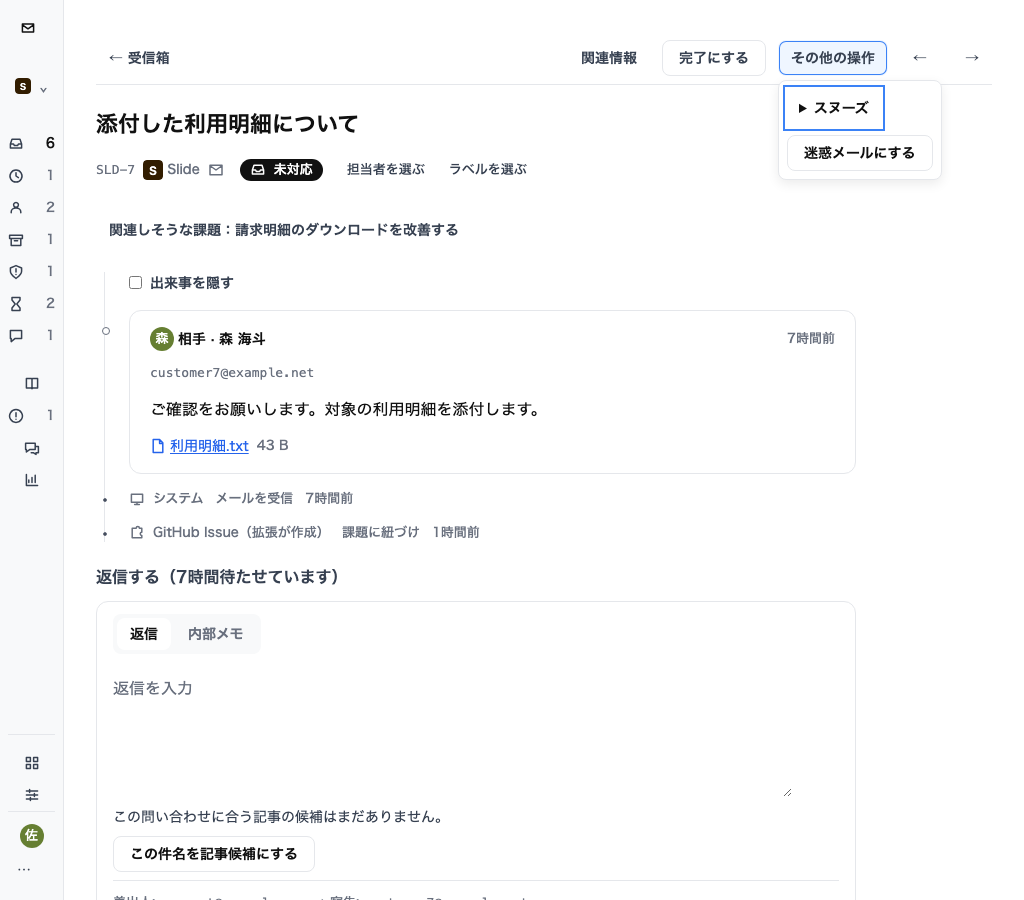 ← 受信箱 関連情報 完了にする その他の操作 ← →
S
▶ スヌーズ
迷惑メールにする
添付した利用明細について
SLD-7 S Slide 未対応 担当者を選ぶ ラベルを選ぶ
6
1
2
1
1
2
1
1
関連しそうな課題：請求明細のダウンロードを改善する
出来事を隠す
森 相手 · 森 海斗 7時間前
customer7@example.net
ご確認をお願いします。対象の利用明細を添付します。
利用明細.txt 43 B
システム メールを受信 7時間前
GitHub Issue（拡張が作成） 課題に紐づけ 1時間前
返信する（7時間待たせています）
返信 内部メモ
返信を入力
この問い合わせに合う記事の候補はまだありません。
この件名を記事候補にする
佐
…